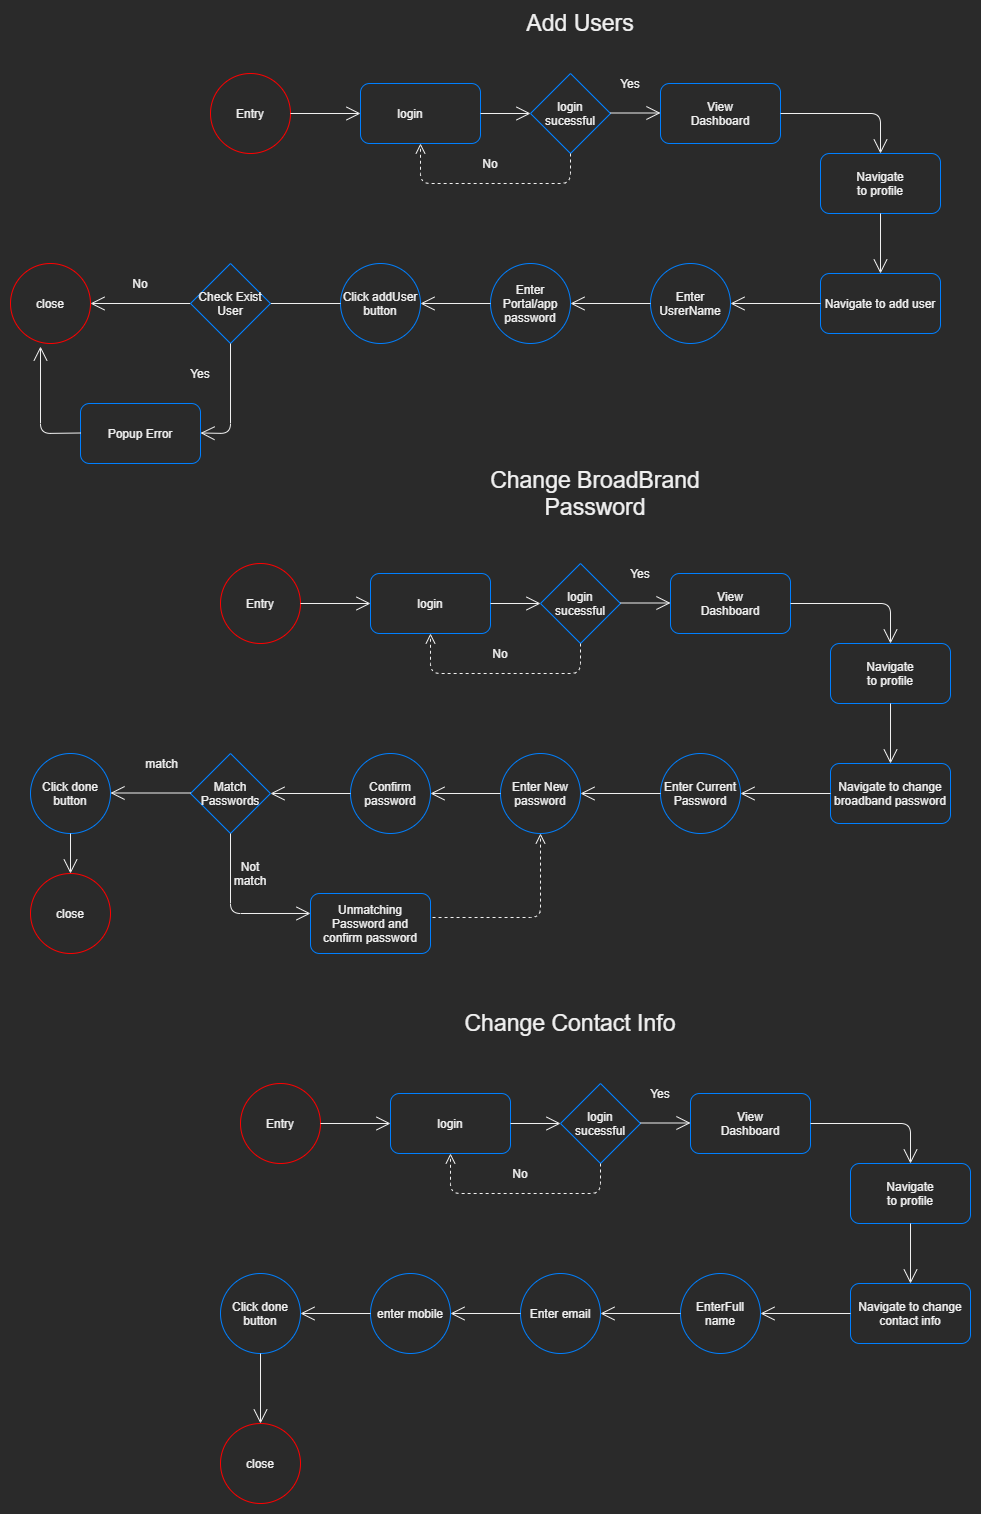 Add Users
Yes
Entry
login
login
sucessful
View
Dashboard
No
Navigate
to profile
No
close
Check Exist
User
Click addUser
button
Enter
Portal/app
password
Enter
UsrerName
Navigate to add user
Yes
Popup Error
Change BroadBrand
Password
Yes
Entry
login
login
sucessful
View
Dashboard
No
Navigate
to profile
match
Click done
button
Match
Passwords
Confirm
password
Enter New
password
Enter Current
Password
Navigate to change
broadband password
Not
match
close
Unmatching
Password and
confirm password
Change Contact Info
Yes
Entry
login
login
sucessful
View
Dashboard
No
Navigate
to profile
Click done
button
enter mobile
Enter email
EnterFull
name
Navigate to change
contact info
close